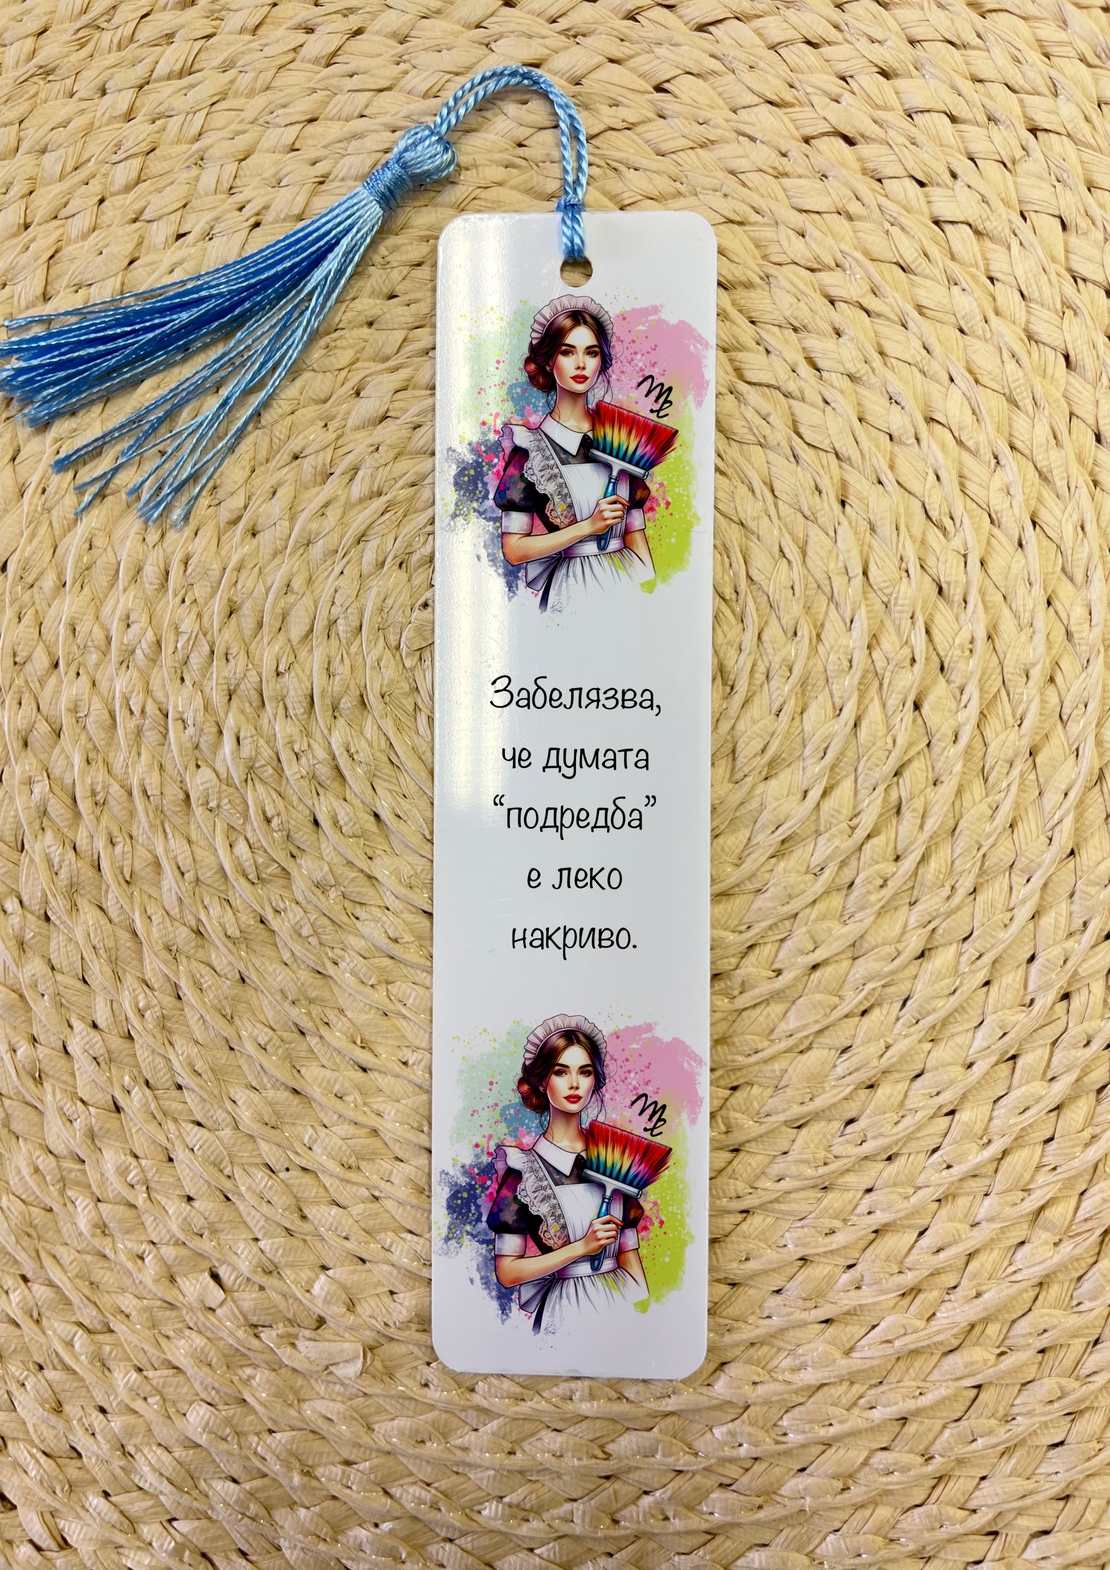 Забелязва,
че думата
“подредба”
е леко
накриво.